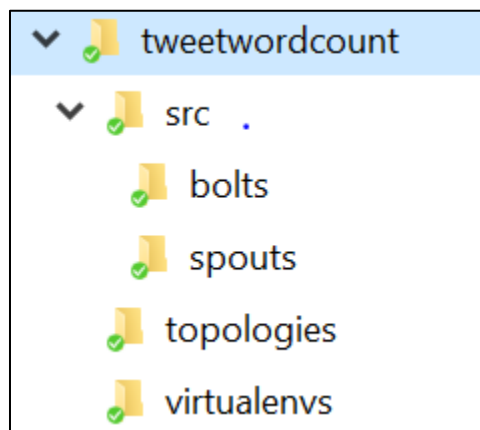 tweetwordcount
src
bolts
spouts
topologies
virtualenvs